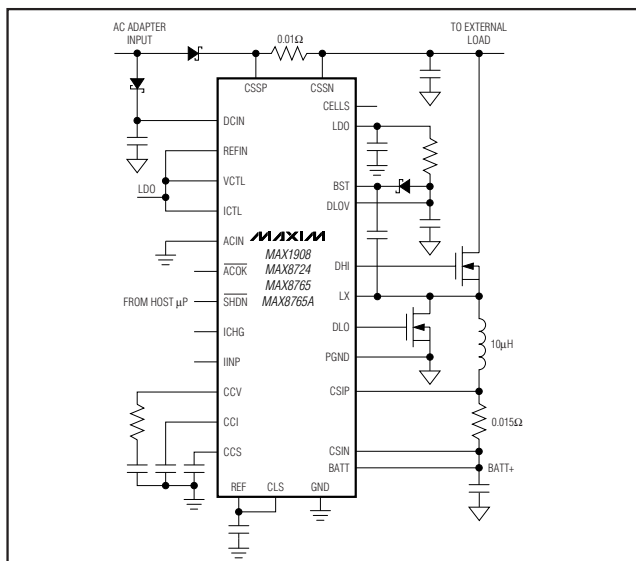 AC ADAPTER
INPUT
0.01Ω
TO EXTERNAL
LOAD
CSSP
CSSN
CELLS
DCIN
LDO
REFIN
VCTL
LDO
BST
DLOV
ICTL
ACIN
MAXIM
MAX1908
MAX8724
MAX8765
MAX8765A
DHI
ACOK
FROM HOST µP
SHDN
LX
ICHG
DLO
10µH
IINP
PGND
CCV
CSIP
0.015Ω
CCI
CCS
CSIN
BATT
BATT+
REF
CLS
GND